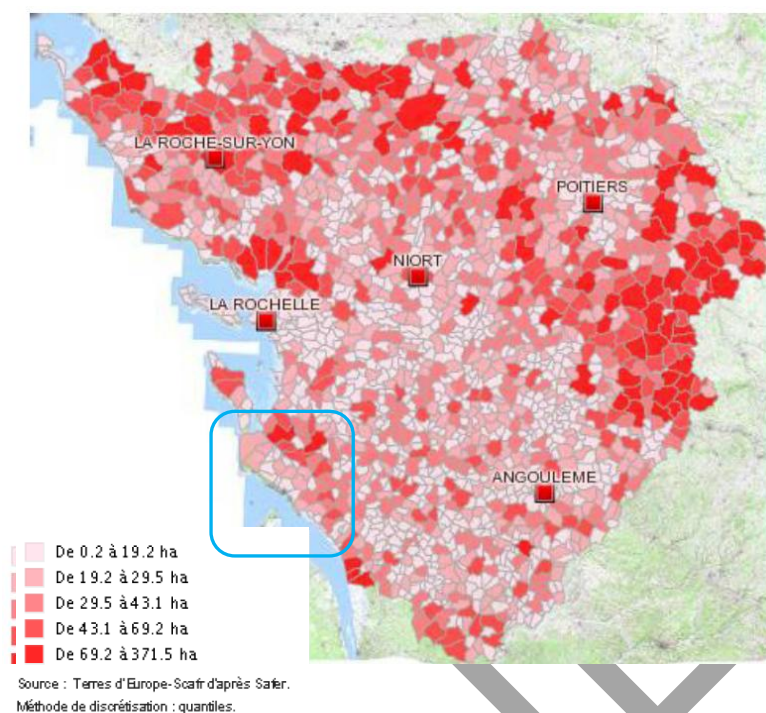 LA ROCHE-SUR-YON
POITIERS
NIORT
LA ROCHELLE
ANGOULEME
De 0.2 à 19.2 ha
De 19.2 à 29.5 ha
De 29.5 à 43.1 ha
De 43.1 à 69.2 ha
De 69.2 à 371.5 ha
Source : Terres d'Europe-Scafr d'après Safer.
Méthode de discrétisation : quantiles.